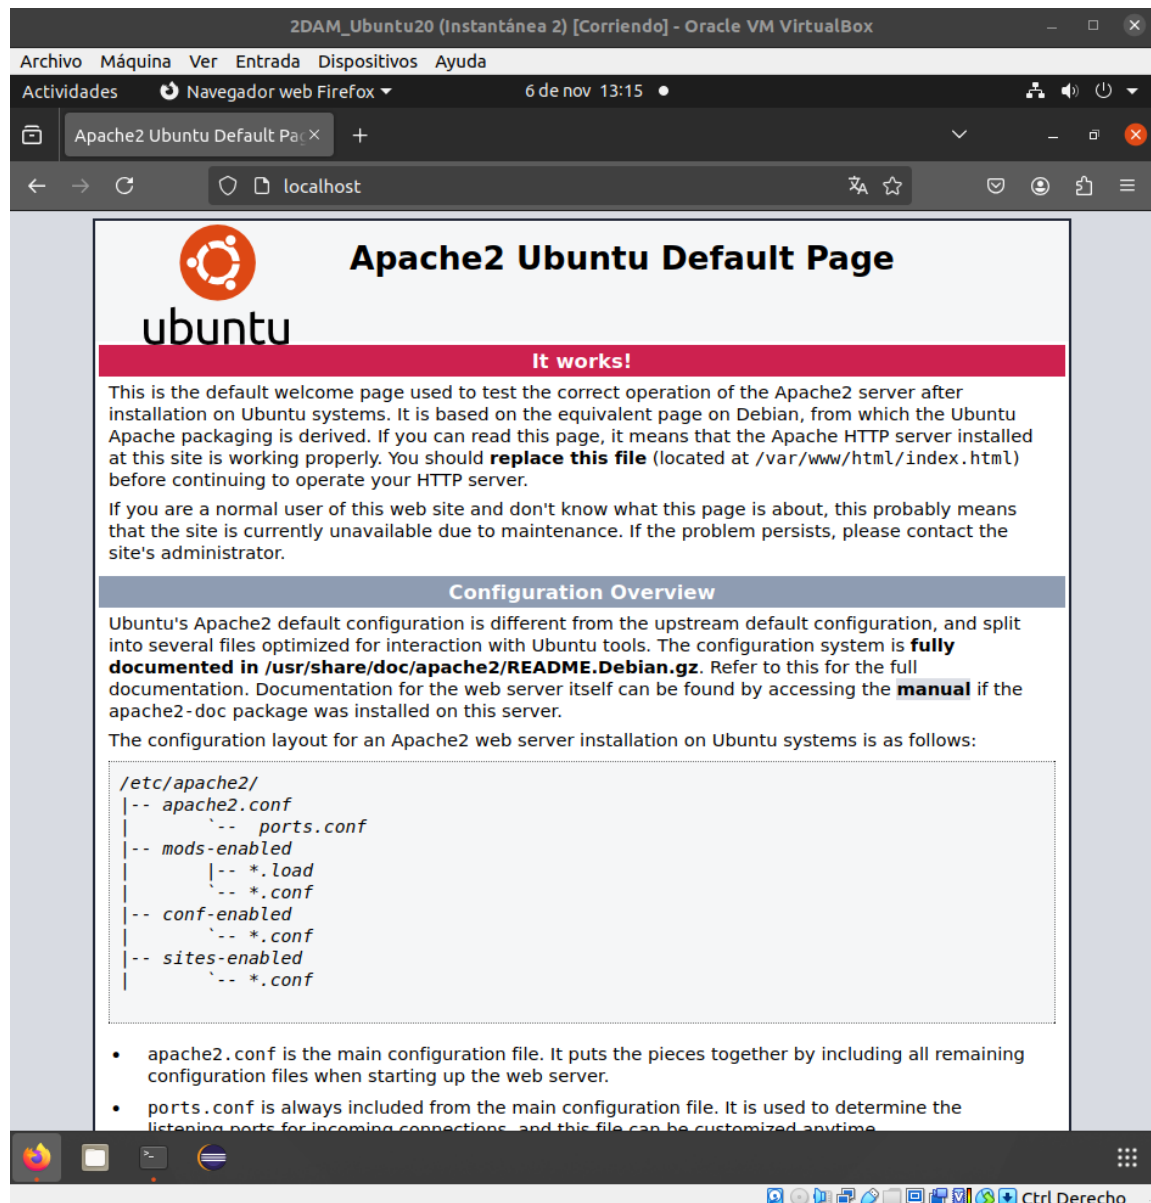 2DAM_Ubuntu20 (Instantánea 2) [Corriendo] - Oracle VM VirtualBox
Archivo Máquina Ver Entrada Dispositivos Ayuda
Actividades Navegador web Firefox 6 de nov 13:15
Apache2 Ubuntu Default Pag
localhost
ubuntu
Apache2 Ubuntu Default Page
It works!
This is the default welcome page used to test the correct operation of the Apache2 server after
installation on Ubuntu systems. It is based on the equivalent page on Debian, from which the Ubuntu
Apache packaging is derived. If you can read this page, it means that the Apache HTTP server installed
at this site is working properly. You should replace this file (located at /var/www/html/index.html)
before continuing to operate your HTTP server.
If you are a normal user of this web site and don't know what this page is about, this probably means
that the site is currently unavailable due to maintenance. If the problem persists, please contact the
site's administrator.
Configuration Overview
Ubuntu's Apache2 default configuration is different from the upstream default configuration, and split
into several files optimized for interaction with Ubuntu tools. The configuration system is fully
documented in /usr/share/doc/apache2/README.Debian.gz. Refer to this for the full
documentation. Documentation for the web server itself can be found by accessing the manual if the
apache2-doc package was installed on this server.
The configuration layout for an Apache2 web server installation on Ubuntu systems is as follows:
/etc/apache2/
|-- apache2.conf
|       `--  ports.conf
|-- mods-enabled
|       |-- *.load
|       `-- *.conf
|-- conf-enabled
|       `-- *.conf
|-- sites-enabled
|       `-- *.conf
• apache2.conf is the main configuration file. It puts the pieces together by including all remaining
configuration files when starting up the web server.
• ports.conf is always included from the main configuration file. It is used to determine the
listening ports for incoming connections, and this file can be customized anytime.
Ctrl Derecho